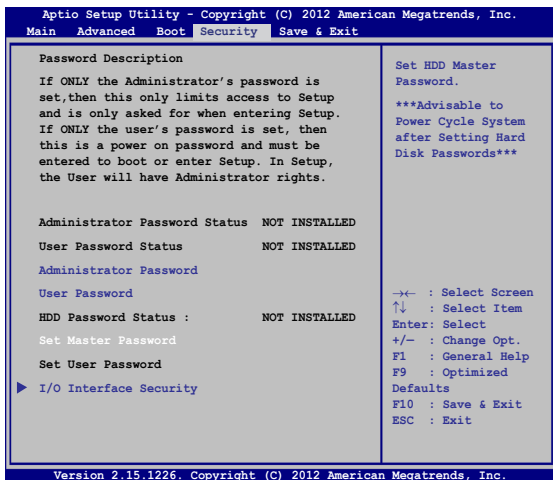 Aptio Setup Utility - Copyright (C) 2012 American Megatrends, Inc.
Main Advanced Boot Security Save & Exit
Password Description
If ONLY the Administrator's password is
set,then this only limits access to Setup
and is only asked for when entering Setup.
If ONLY the user's password is set, then
this is a power on password and must be
entered to boot or enter Setup. In Setup,
the User will have Administrator rights.
Administrator Password Status NOT INSTALLED
User Password Status NOT INSTALLED
Administrator Password
User Password
HDD Password Status : NOT INSTALLED
Set Master Password
Set User Password
I/O Interface Security
Set HDD Master
Password.
***Advisable to
Power Cycle System
after Setting Hard
Disk Passwords***
→← : Select Screen
↑↓ : Select Item
Enter: Select
+/— : Change Opt.
F1 : General Help
F9 : Optimized
Defaults
F10 : Save & Exit
ESC : Exit
Version 2.15.1226. Copyright (C) 2012 American Megatrends, Inc.